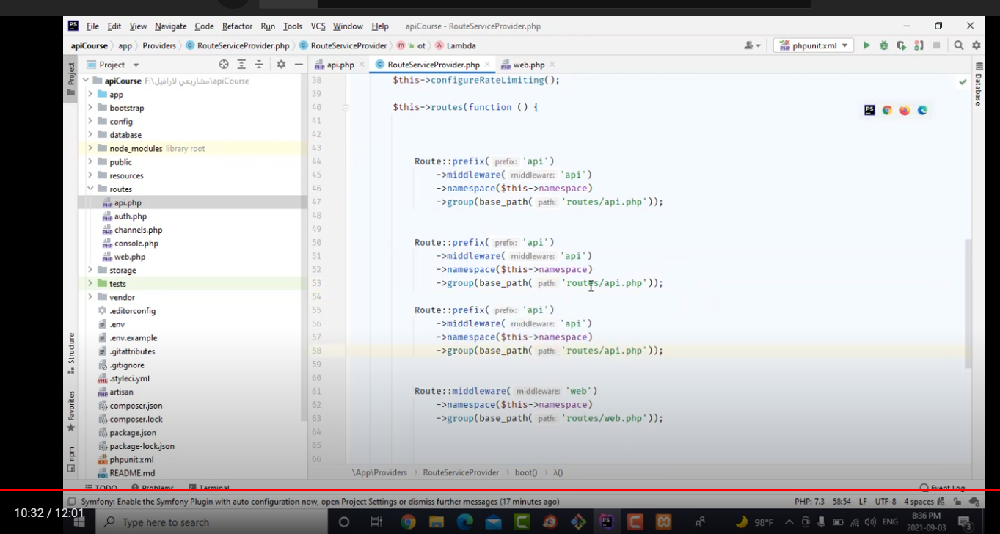 File Edit View Navigate Code Refactor Run Tools VCS Window Help apiCourse - RouteServiceProvider.php
apiCourse app Providers RouteServiceProvider.php RouteServiceProvider ot Lambda
phpunit.xml
Project
api.php RouteServiceProvider.php web.php
Project
Structure
Favorites
npm
Database
apiCourse F:\مشاريعي لارافيل\apiCourse
app
bootstrap
config
database
node_modules library root
public
resources
routes
api.php
auth.php
channels.php
console.php
web.php
storage
tests
vendor
.editorconfig
.env
.env.example
.gitattributes
.gitignore
.styleci.yml
artisan
composer.json
composer.lock
package.json
package-lock.json
phpunit.xml
README.md
38 $this->configureRateLimiting();
39
40 $this->routes(function () {
41
42
43
44 Route::prefix( prefix: 'api')
45 ->middleware( middleware: 'api')
46 ->namespace($this->namespace)
47 ->group(base_path( path: 'routes/api.php'));
48
49
50 Route::prefix( prefix: 'api')
51 ->middleware( middleware: 'api')
52 ->namespace($this->namespace)
53 ->group(base_path( path: 'routes/api.php'));
54
55 Route::prefix( prefix: 'api')
56 ->middleware( middleware: 'api')
57 ->namespace($this->namespace)
58 ->group(base_path( path: 'routes/api.php'));
59
60
61 Route::middleware( middleware: 'web')
62 ->namespace($this->namespace)
63 ->group(base_path( path: 'routes/web.php'));
64
65
66
\App\Providers RouteServiceProvider boot() λ()
TODO Problems Terminal Event Log
Symfony: Enable the Symfony Plugin with auto configuration now, open Project Settings or dismiss further messages (17 minutes ago) PHP: 7.3 58:54 LF UTF-8 4 spaces
10:32 / 12:01
Type here to search
98°F ENG
8:36 PM
2021-09-03